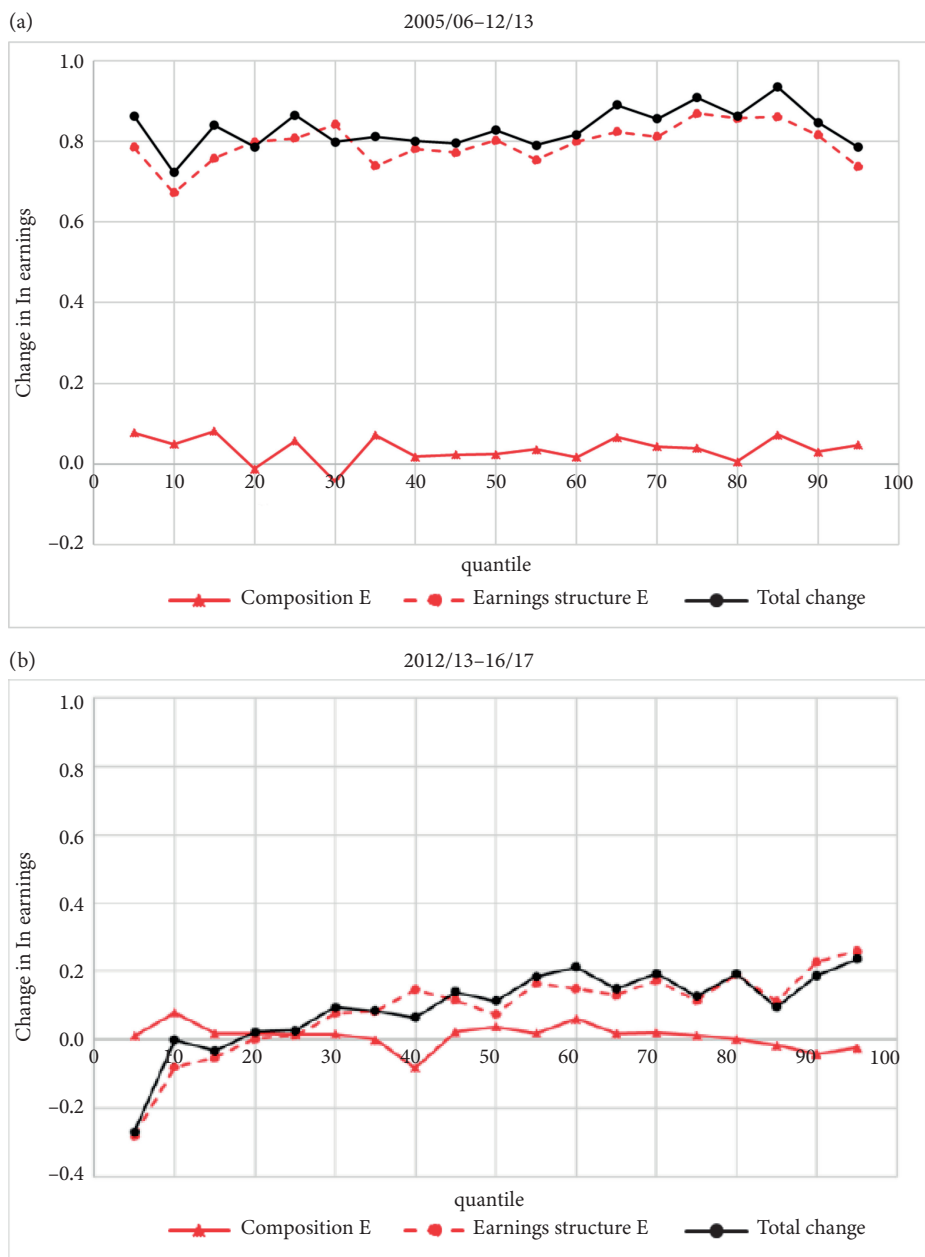 (a)
2005/06–12/13
1.0
0.8
0.6
0.4
0.2
0.0
–0.2
Change in In earnings
0 10 20 30 40 50 60 70 80 90 100
quantile
Composition E Earnings structure E Total change
(b)
2012/13–16/17
1.0
0.8
0.6
0.4
0.2
0.0
–0.2
–0.4
Change in In earnings
0 10 20 30 40 50 60 70 80 90 100
quantile
Composition E Earnings structure E Total change